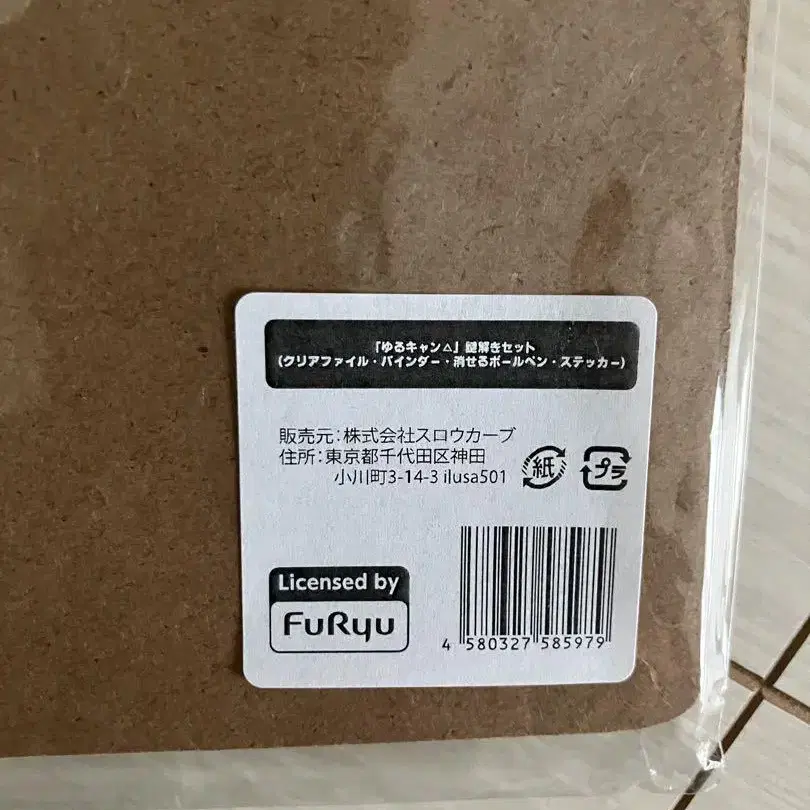 「ゆるキャン△」謎解きセット
(クリアファイル・バインダー・消せるボールペン・ステッカー)
販売元:株式会社スロウカーブ
住所:東京都千代田区神田
小川町3-14-3 ilusa501
紙
プラ
Licensed by
FuRyu
4 580327 585979